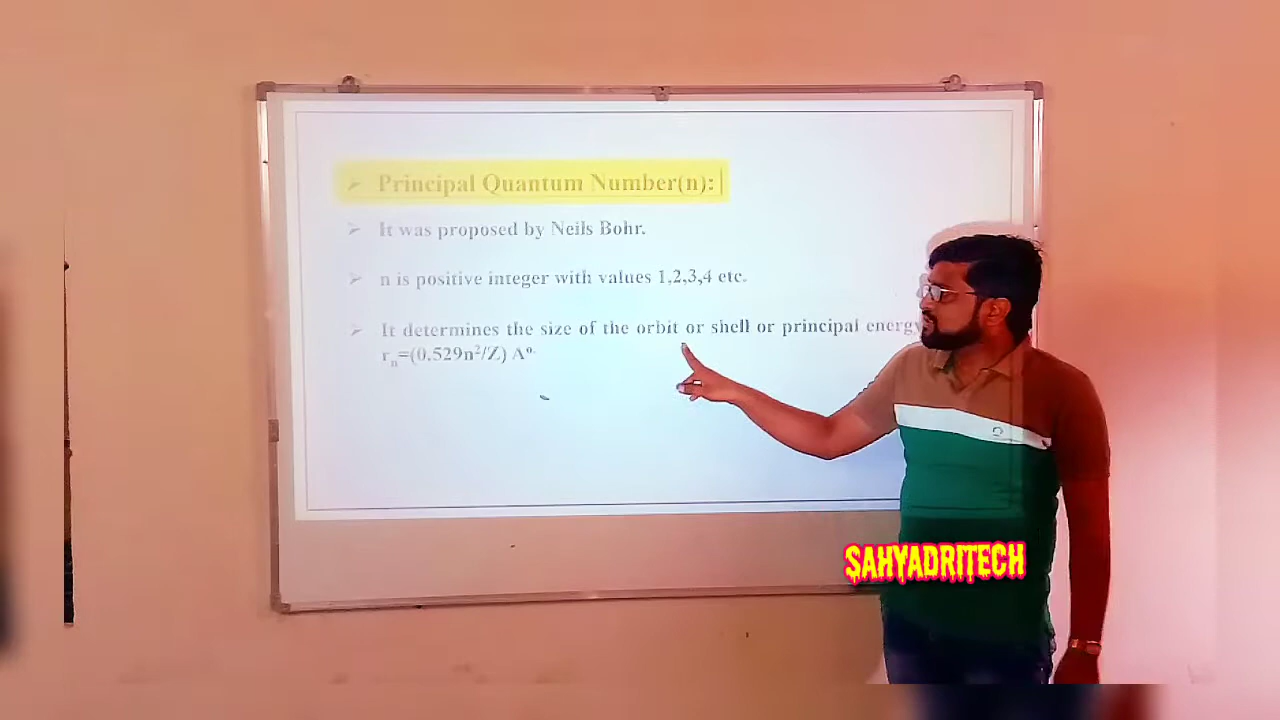 ➢ Principal Quantum Number(n):
➢ It was proposed by Neils Bohr.
➢ n is positive integer with values 1,2,3,4 etc.
➢ It determines the size of the orbit or shell or principal energy
rₙ=(0.529n²/Z) Aº.
SAHYADRITECH